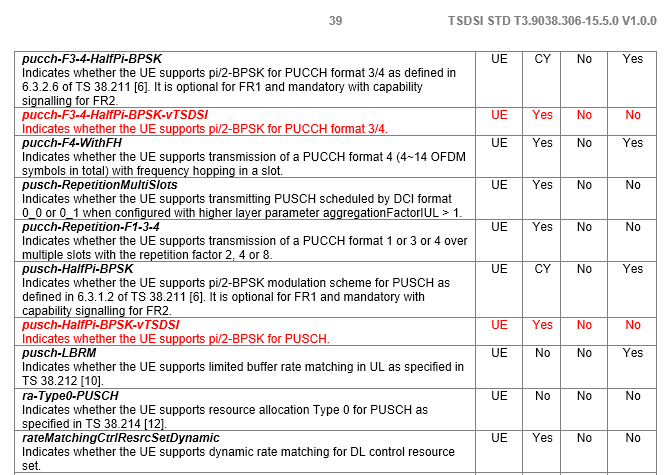 39 TSDSI STD T3.9038.306-15.5.0 V1.0.0
pucch-F3-4-HalfPi-BPSK UE CY No Yes
Indicates whether the UE supports pi/2-BPSK for PUCCH format 3/4 as defined in
6.3.2.6 of TS 38.211 [6]. It is optional for FR1 and mandatory with capability
signalling for FR2.
pucch-F3-4-HalfPi-BPSK-vTSDSI UE Yes No No
Indicates whether the UE supports pi/2-BPSK for PUCCH format 3/4.
pucch-F4-WithFH UE Yes No Yes
Indicates whether the UE supports transmission of a PUCCH format 4 (4~14 OFDM
symbols in total) with frequency hopping in a slot.
pusch-RepetitionMultiSlots UE Yes No No
Indicates whether the UE supports transmitting PUSCH scheduled by DCI format
0_0 or 0_1 when configured with higher layer parameter aggregationFactorUL > 1.
pucch-Repetition-F1-3-4 UE Yes No No
Indicates whether the UE supports transmission of a PUCCH format 1 or 3 or 4 over
multiple slots with the repetition factor 2, 4 or 8.
pusch-HalfPi-BPSK UE CY No Yes
Indicates whether the UE supports pi/2-BPSK modulation scheme for PUSCH as
defined in 6.3.1.2 of TS 38.211 [6]. It is optional for FR1 and mandatory with
capability signalling for FR2.
pusch-HalfPi-BPSK-vTSDSI UE Yes No No
Indicates whether the UE supports pi/2-BPSK for PUSCH.
pusch-LBRM UE No No Yes
Indicates whether the UE supports limited buffer rate matching in UL as specified in
TS 38.212 [10].
ra-Type0-PUSCH UE No No No
Indicates whether the UE supports resource allocation Type 0 for PUSCH as
specified in TS 38.214 [12].
rateMatchingCtrlResrcSetDynamic UE Yes No No
Indicates whether the UE supports dynamic rate matching for DL control resource
set.